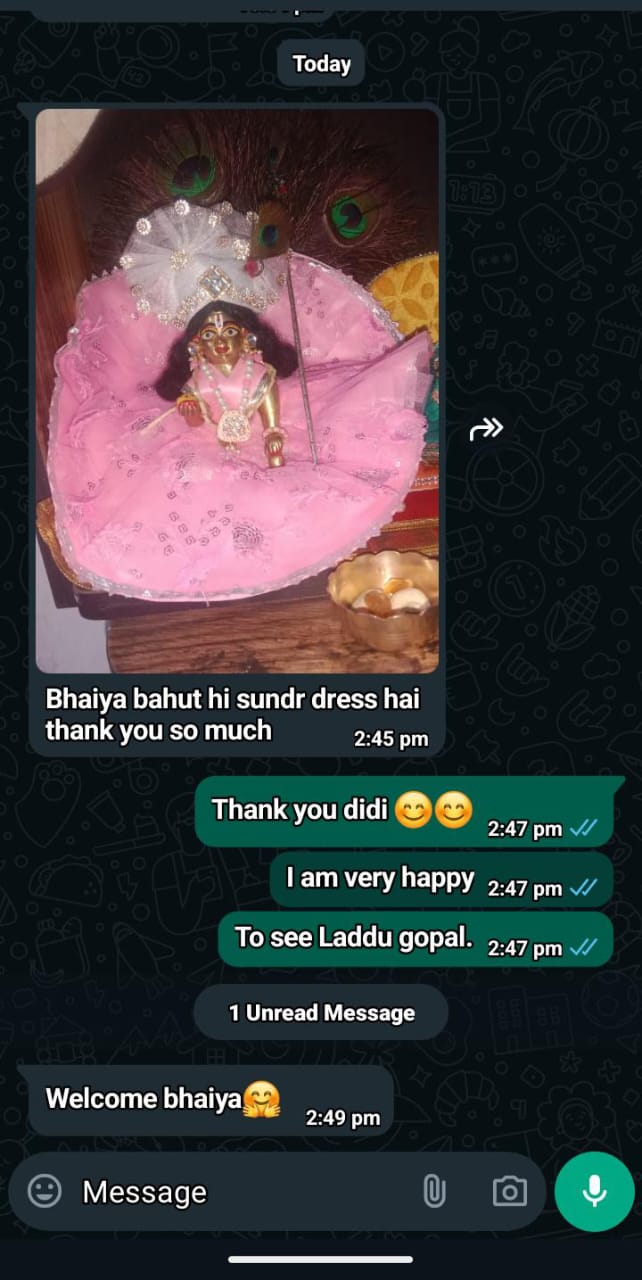 Today
Bhaiya bahut hi sundr dress hai
thank you so much
2:45 pm
Thank you didi 😊😊
2:47 pm
I am very happy
2:47 pm
To see Laddu gopal.
2:47 pm
1 Unread Message
Welcome bhaiya🤗
2:49 pm
Message